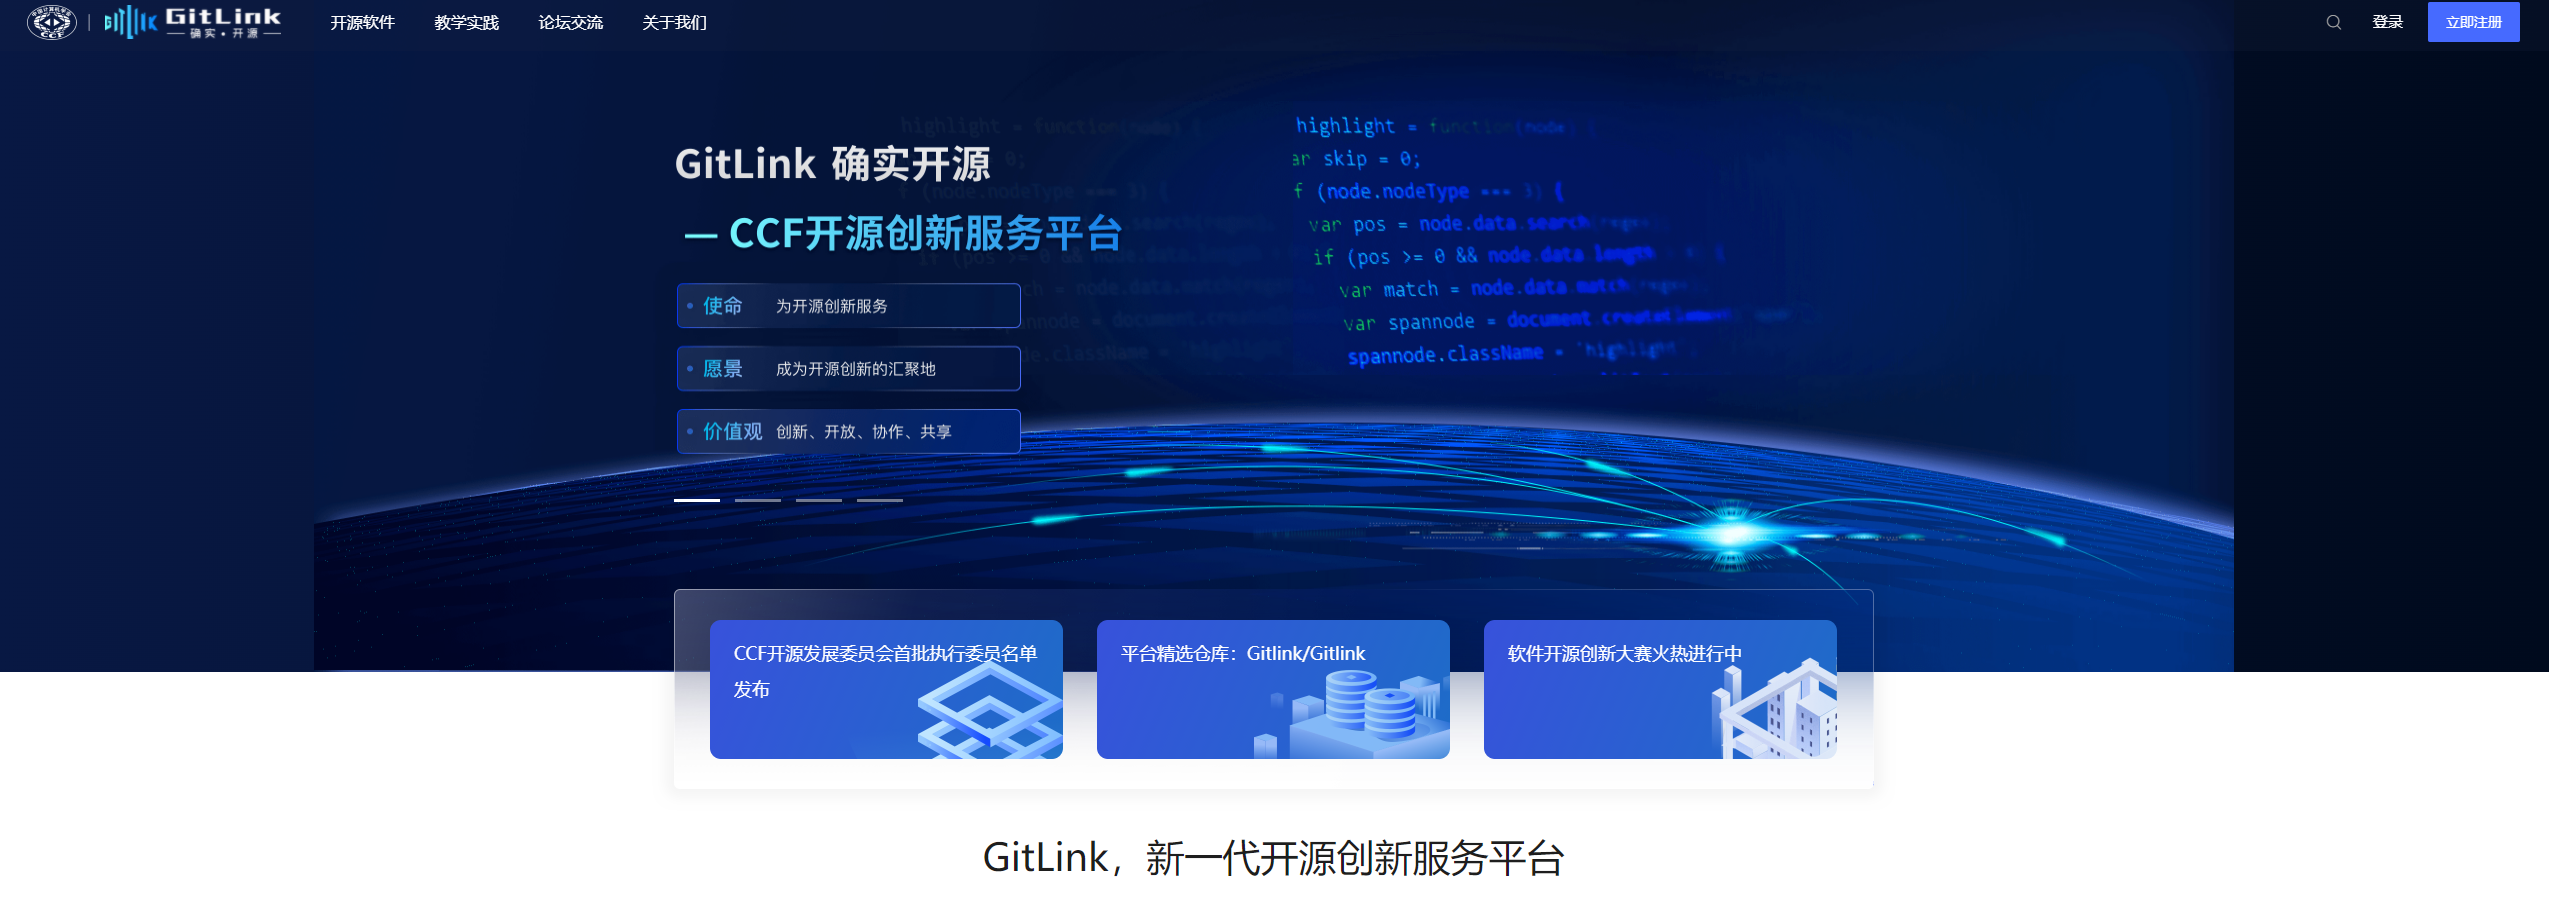 CCF
GitLink
确实·开源
开源软件
教学实践
论坛交流
关于我们
登录
立即注册
GitLink 确实开源
— CCF开源创新服务平台
使命 为开源创新服务
愿景 成为开源创新的汇聚地
价值观 创新、开放、协作、共享
highlight = function(node) {
ar skip = 0;
f (node.nodeType === 3) {
var pos = node.data.search(
if (pos >= 0 && node.data.length
var match = node.data.match(
var spannode = document.createElement(
spannode.className = `highlight`
CCF开源发展委员会首批执行委员名单
发布
平台精选仓库：Gitlink/Gitlink
软件开源创新大赛火热进行中
GitLink，新一代开源创新服务平台